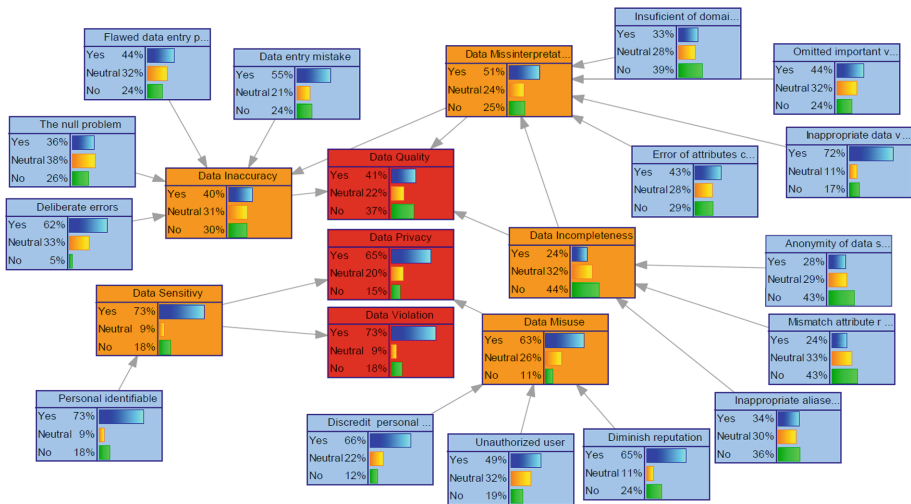 Flawed data entry p...
Yes 44%
Neutral 32%
No 24%
Data entry mistake
Yes 55%
Neutral 21%
No 24%
Data Missinterpretat...
Yes 51%
Neutral 24%
No 25%
Insuficient of domai...
Yes 33%
Neutral 28%
No 39%
Omitted important v...
Yes 44%
Neutral 32%
No 24%
The null problem
Yes 36%
Neutral 38%
No 26%
Data Inaccuracy
Yes 40%
Neutral 31%
No 30%
Data Quality
Yes 41%
Neutral 22%
No 37%
Error of attributes c...
Yes 43%
Neutral 28%
No 29%
Inappropriate data v...
Yes 72%
Neutral 11%
No 17%
Deliberate errors
Yes 62%
Neutral 33%
No 5%
Data Privacy
Yes 65%
Neutral 20%
No 15%
Data Incompleteness
Yes 24%
Neutral 32%
No 44%
Anonymity of data s...
Yes 28%
Neutral 29%
No 43%
Data Sensitivy
Yes 73%
Neutral 9%
No 18%
Data Violation
Yes 73%
Neutral 9%
No 18%
Data Misuse
Yes 63%
Neutral 26%
No 11%
Mismatch attribute r ...
Yes 24%
Neutral 33%
No 43%
Personal identifiable
Yes 73%
Neutral 9%
No 18%
Discredit personal ...
Yes 66%
Neutral 22%
No 12%
Unauthorized user
Yes 49%
Neutral 32%
No 19%
Diminish reputation
Yes 65%
Neutral 11%
No 24%
Inappropriate aliase...
Yes 34%
Neutral 30%
No 36%